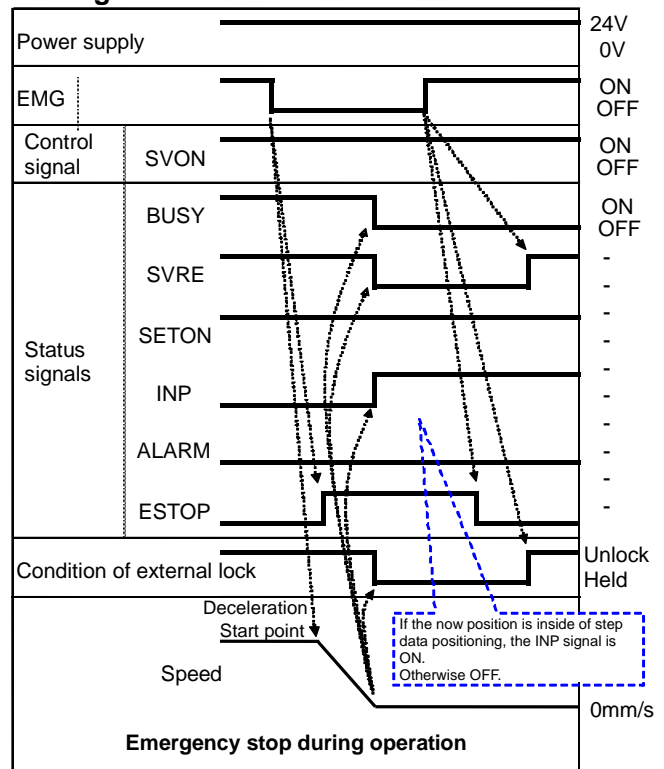 24V
Power supply
0V
EMG
ON
OFF
Control
signal
SVON
ON
OFF
BUSY
ON
OFF
SVRE
-
-
SETON
-
-
Status
signals
INP
-
-
ALARM
-
-
ESTOP
-
Condition of external lock
Unlock
Held
Deceleration
Start point
If the now position is inside of step
data positioning, the INP signal is
ON.
Otherwise OFF.
Speed
0mm/s
Emergency stop during operation